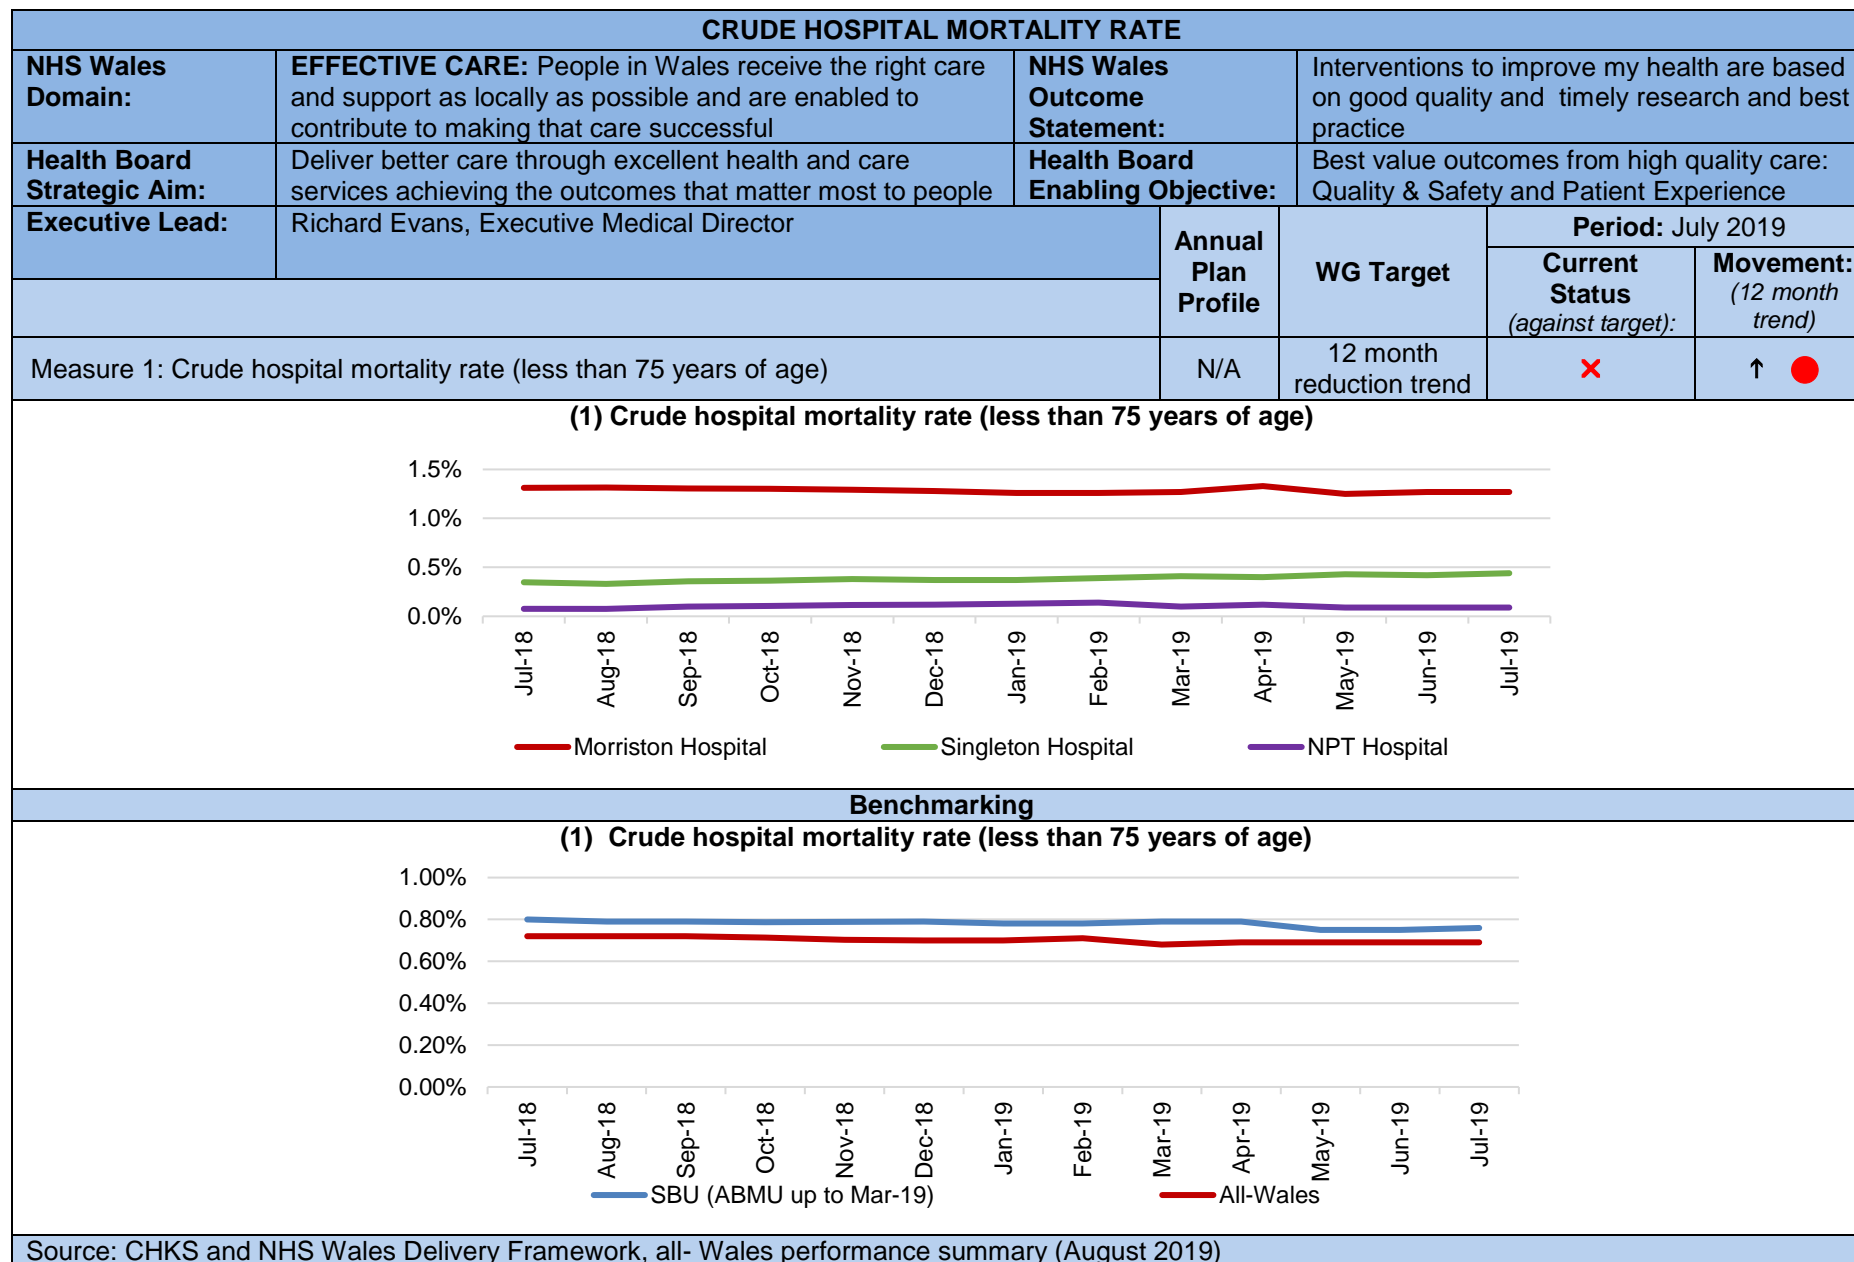 CRUDE HOSPITAL MORTALITY RATE
NHS Wales
Domain:
EFFECTIVE CARE: People in Wales receive the right care
and support as locally as possible and are enabled to
contribute to making that care successful
NHS Wales
Outcome
Statement:
Interventions to improve my health are based
on good quality and  timely research and best
practice
Health Board
Strategic Aim:
Deliver better care through excellent health and care
services achieving the outcomes that matter most to people
Health Board
Enabling Objective:
Best value outcomes from high quality care:
Quality & Safety and Patient Experience
Executive Lead:
Richard Evans, Executive Medical Director
Annual
Plan
Profile
WG Target
Period: July 2019
Current
Status
(against target):
Movement:
(12 month
trend)
Measure 1: Crude hospital mortality rate (less than 75 years of age)
N/A
12 month
reduction trend
(1) Crude hospital mortality rate (less than 75 years of age)
1.5%
1.0%
0.5%
0.0%
Jul-18
Aug-18
Sep-18
Oct-18
Nov-18
Dec-18
Jan-19
Feb-19
Mar-19
Apr-19
May-19
Jun-19
Jul-19
Morriston Hospital
Singleton Hospital
NPT Hospital
Benchmarking
(1)  Crude hospital mortality rate (less than 75 years of age)
1.00%
0.80%
0.60%
0.40%
0.20%
0.00%
Jul-18
Aug-18
Sep-18
Oct-18
Nov-18
Dec-18
Jan-19
Feb-19
Mar-19
Apr-19
May-19
Jun-19
Jul-19
SBU (ABMU up to Mar-19)
All-Wales
Source: CHKS and NHS Wales Delivery Framework, all- Wales performance summary (August 2019)